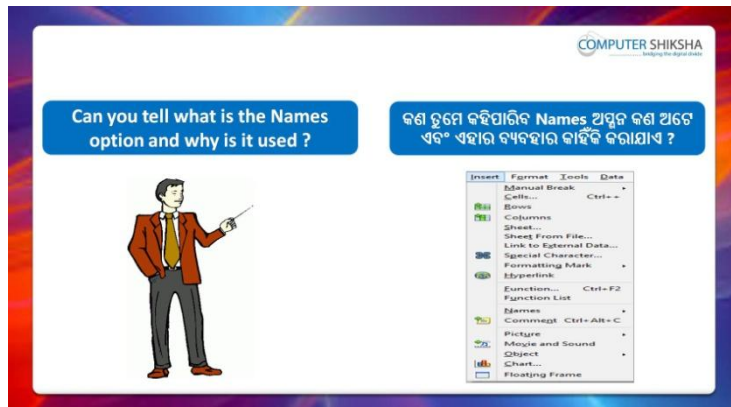 COMPUTER SHIKSHA
bridging the digital divide
Can you tell what is the Names
option and why is it used ?
କଣ ତୁମେ କହିପାରିବ Names ଅପ୍ସନ କଣ ଅଟେ
ଏବଂ ଏହାର ବ୍ୟବହାର କାହିଁକି କରାଯାଏ ?
Insert Format Tools Data
Manual Break
Cells... Ctrl++
Rows
Columns
Sheet...
Sheet From File...
Link to External Data...
Special Character...
Formatting Mark
Hyperlink
Function... Ctrl+F2
Function List
Names
Comment Ctrl+Alt+C
Picture
Movie and Sound
Object
Chart...
Floating Frame